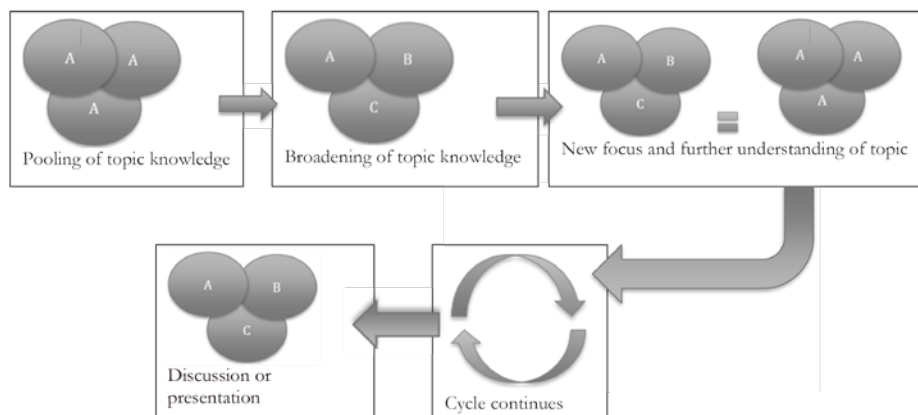 A A
A
Pooling of topic knowledge
A B
C
Broadening of topic knowledge
A B
C
A A
A
New focus and further understanding of topic
A B
C
Discussion or
presentation
Cycle continues